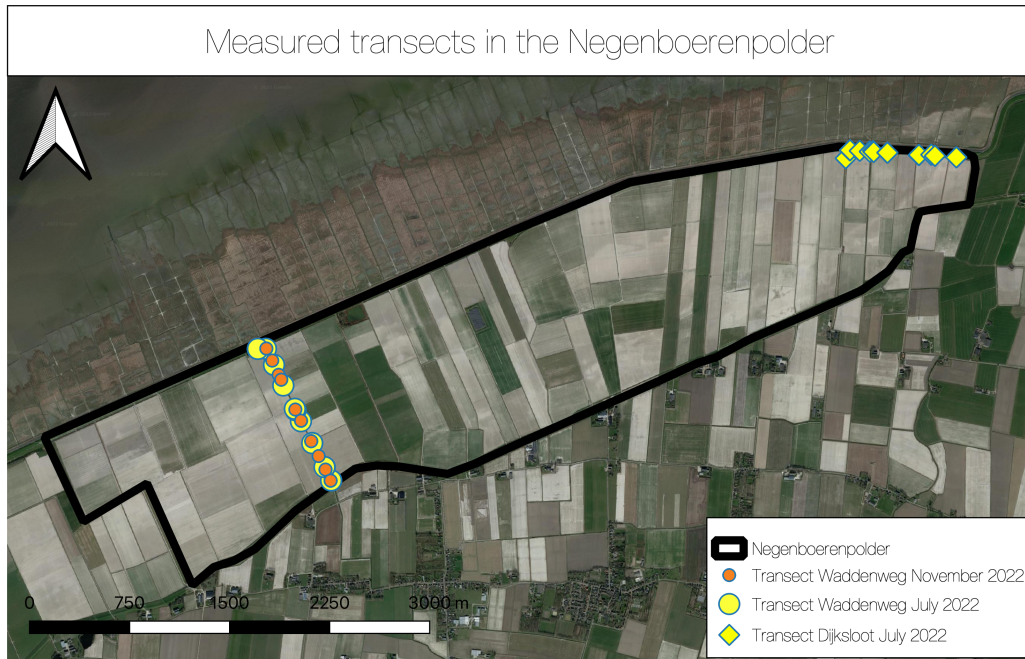 Measured transects in the Negenboerenpolder
Negenboerenpolder
Transect Waddenweg November 2022
Transect Waddenweg July 2022
Transect Dijksloot July 2022
0 750 1500 2250 3000 m